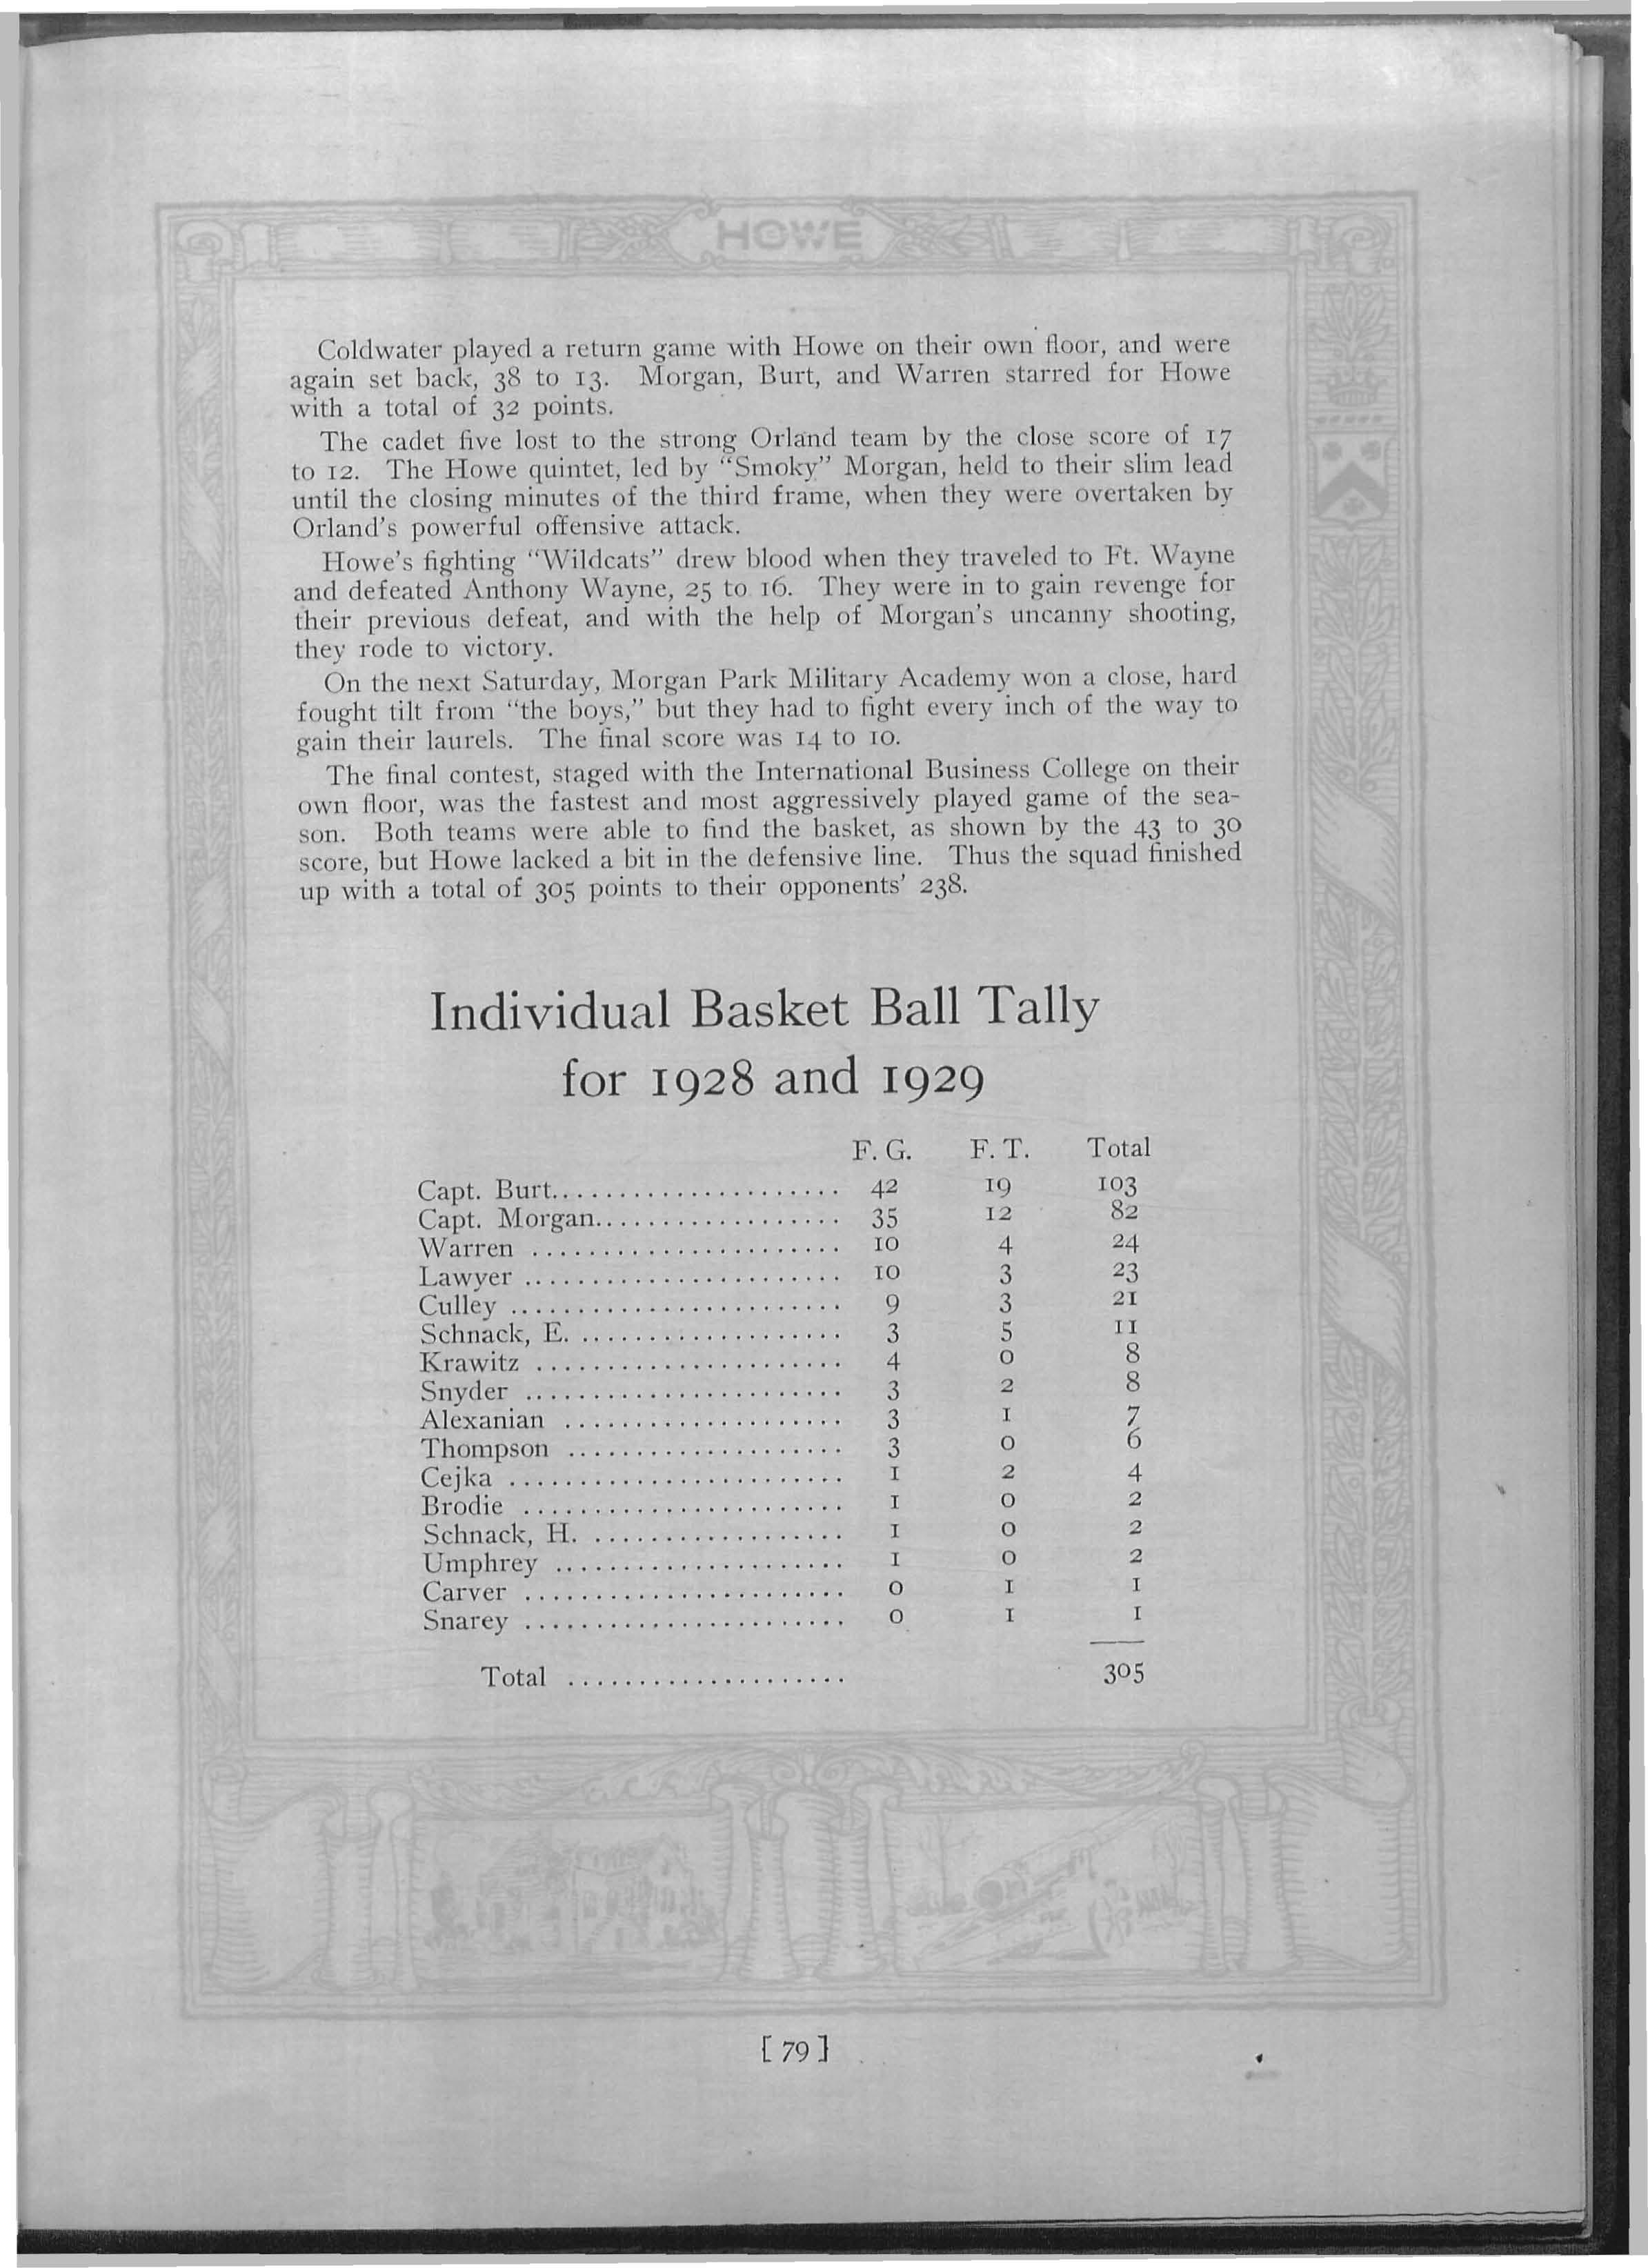 HOWE
Coldwater played a return game with Howe on their own floor, and were
again set back, 38 to 13. Morgan, Burt, and Warren starred for Howe
with a total of 32 points.
The cadet five lost to the strong Orland team by the close score of 17
to 12. The Howe quintet, led by “Smoky” Morgan, held to their slim lead
until the closing minutes of the third frame, when they were overtaken by
Orland's powerful offensive attack.
Howe's fighting “Wildcats” drew blood when they traveled to Ft. Wayne
and defeated Anthony Wayne, 25 to 16. They were in to gain revenge for
their previous defeat, and with the help of Morgan's uncanny shooting,
they rode to victory.
On the next Saturday, Morgan Park Military Academy won a close, hard
fought tilt from “the boys,” but they had to fight every inch of the way to
gain their laurels. The final score was 14 to 10.
The final contest, staged with the International Business College on their
own floor, was the fastest and most aggressively played game of the sea-
son. Both teams were able to find the basket, as shown by the 43 to 30
score, but Howe lacked a bit in the defensive line. Thus the squad finished
up with a total of 305 points to their opponents' 238.
Individual Basket Ball Tally
for 1928 and 1929
F. G. F. T. Total
Capt. Burt...................... 42 19 103
Capt. Morgan................... 35 12 82
Warren ...................... 10 4 24
Lawyer ....................... 10 3 23
Culley ........................ 9 3 21
Schnack, E. ................... 3 5 11
Krawitz ...................... 4 0 8
Snyder ....................... 3 2 8
Alexanian .................... 3 1 7
Thompson .................... 3 0 6
Cejka ........................ 1 2 4
Brodie ....................... 1 0 2
Schnack, H. .................. 1 0 2
Umphrey ..................... 1 0 2
Carver ....................... 0 1 1
Snarey ....................... 0 1 1
Total .................... 305
[ 79 ]